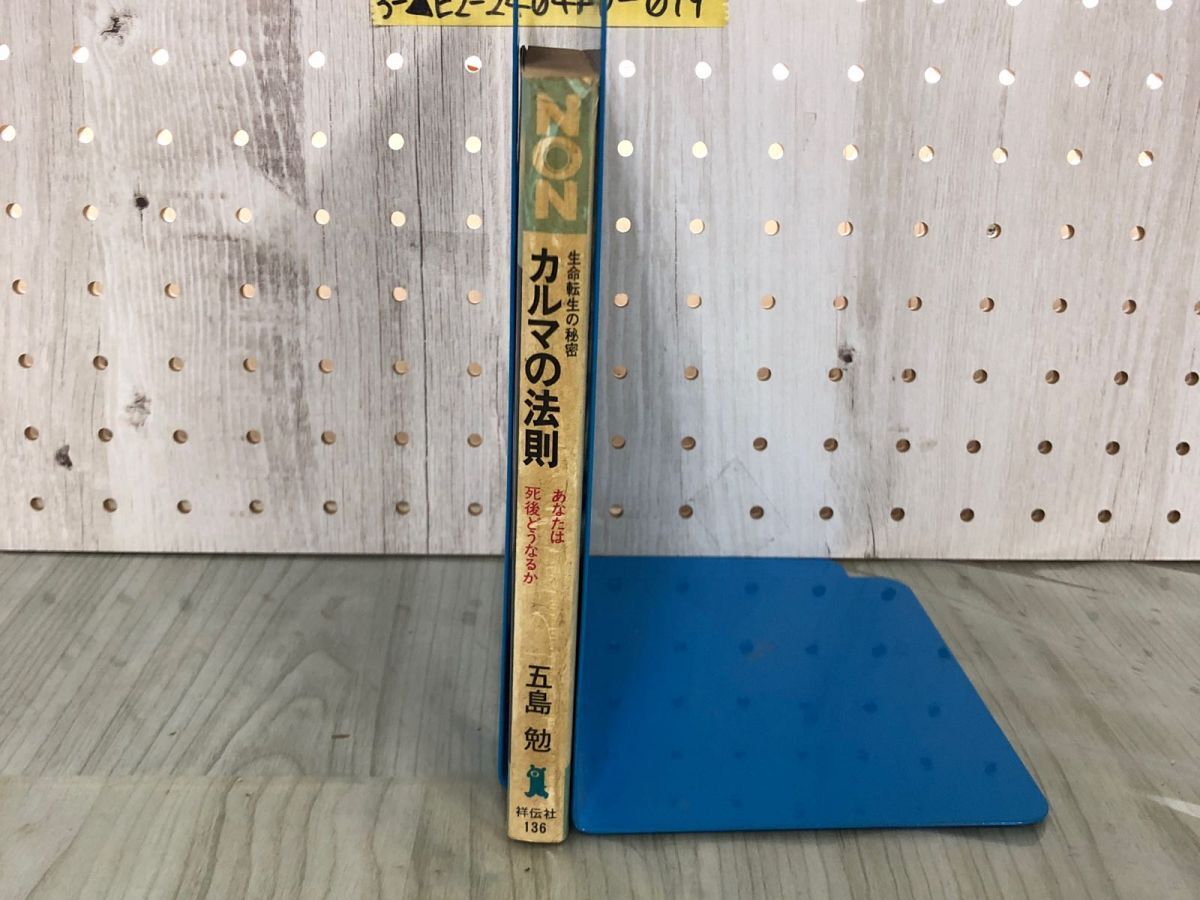 NON
生命転生の秘密
カルマの法則
あなたは
死後どうなるか
五島 勉
祥伝社
136